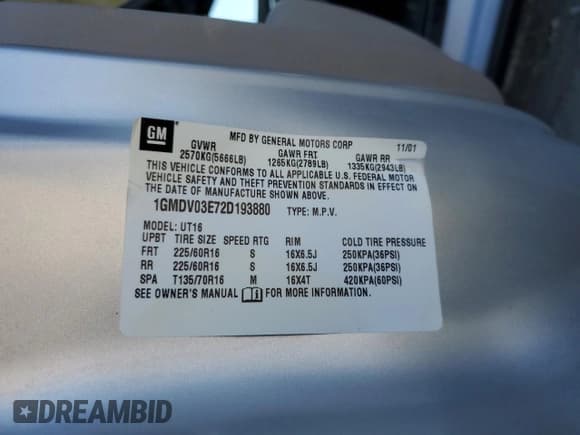 GM
MFD BY GENERAL MOTORS CORP 11/01
GVWR GAWR FRT GAWR RR
2570KG(5666LB) 1265KG(2789LB) 1335KG(2943LB)
THIS VEHICLE CONFORMS TO ALL APPLICABLE U.S. FEDERAL MOTOR
VEHICLE SAFETY AND THEFT PREVENTION STANDARDS IN EFFECT ON
THE DATE OF MANUFACTURE SHOWN ABOVE.
1GMDV03E72D193880 TYPE: M.P.V.
MODEL: UT16
UPBT TIRE SIZE SPEED RTG RIM COLD TIRE PRESSURE
FRT 225/60R16 S 16X6.5J 250KPA(36PSI)
RR 225/60R16 S 16X6.5J 250KPA(36PSI)
SPA T135/70R16 M 16X4T 420KPA(60PSI)
SEE OWNER'S MANUAL FOR MORE INFORMATION.
DREAMBID